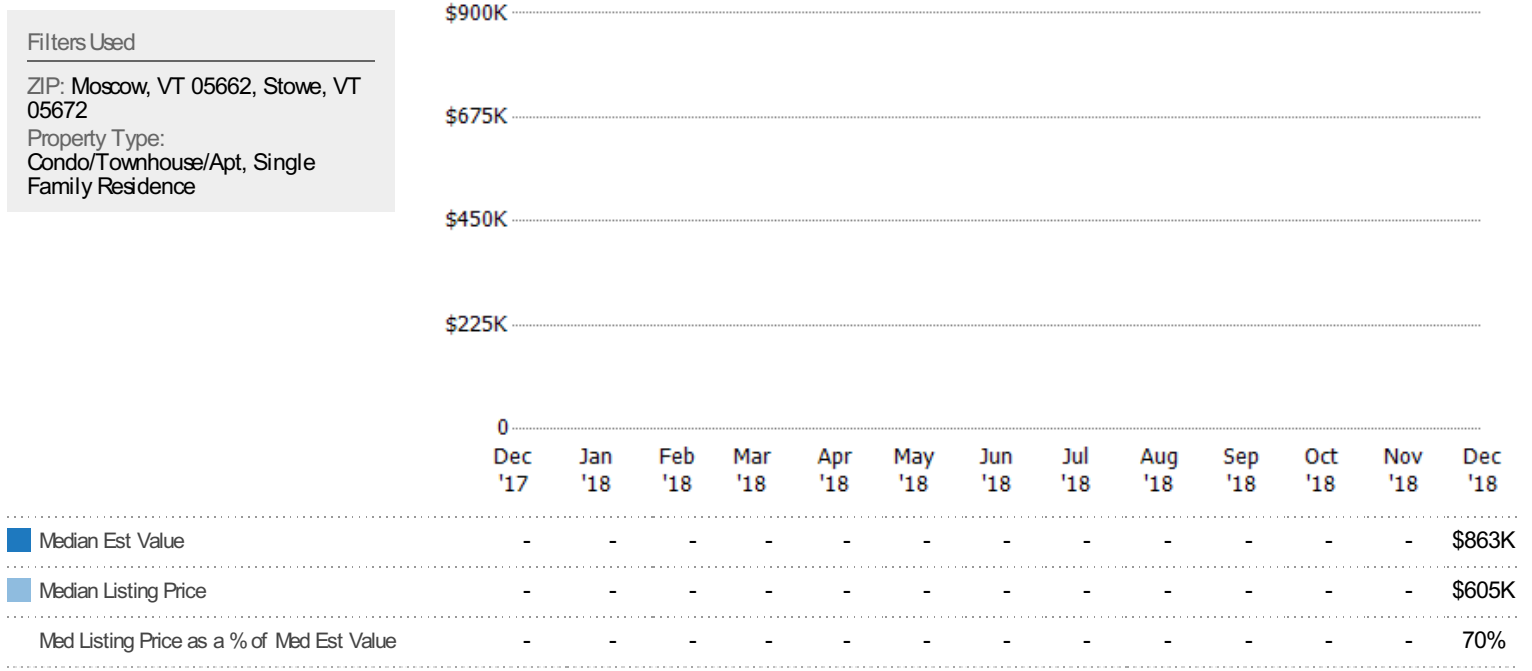 Filters Used
ZIP: Moscow, VT 05662, Stowe, VT
05672
Property Type:
Condo/Townhouse/Apt, Single
Family Residence
$900K
$675K
$450K
$225K
0
Dec Jan Feb Mar Apr May Jun Jul Aug Sep Oct Nov Dec
'17 '18 '18 '18 '18 '18 '18 '18 '18 '18 '18 '18 '18
Median Est Value - - - - - - - - - - - - $863K
Median Listing Price - - - - - - - - - - - - $605K
Med Listing Price as a % of Med Est Value - - - - - - - - - - - - 70%